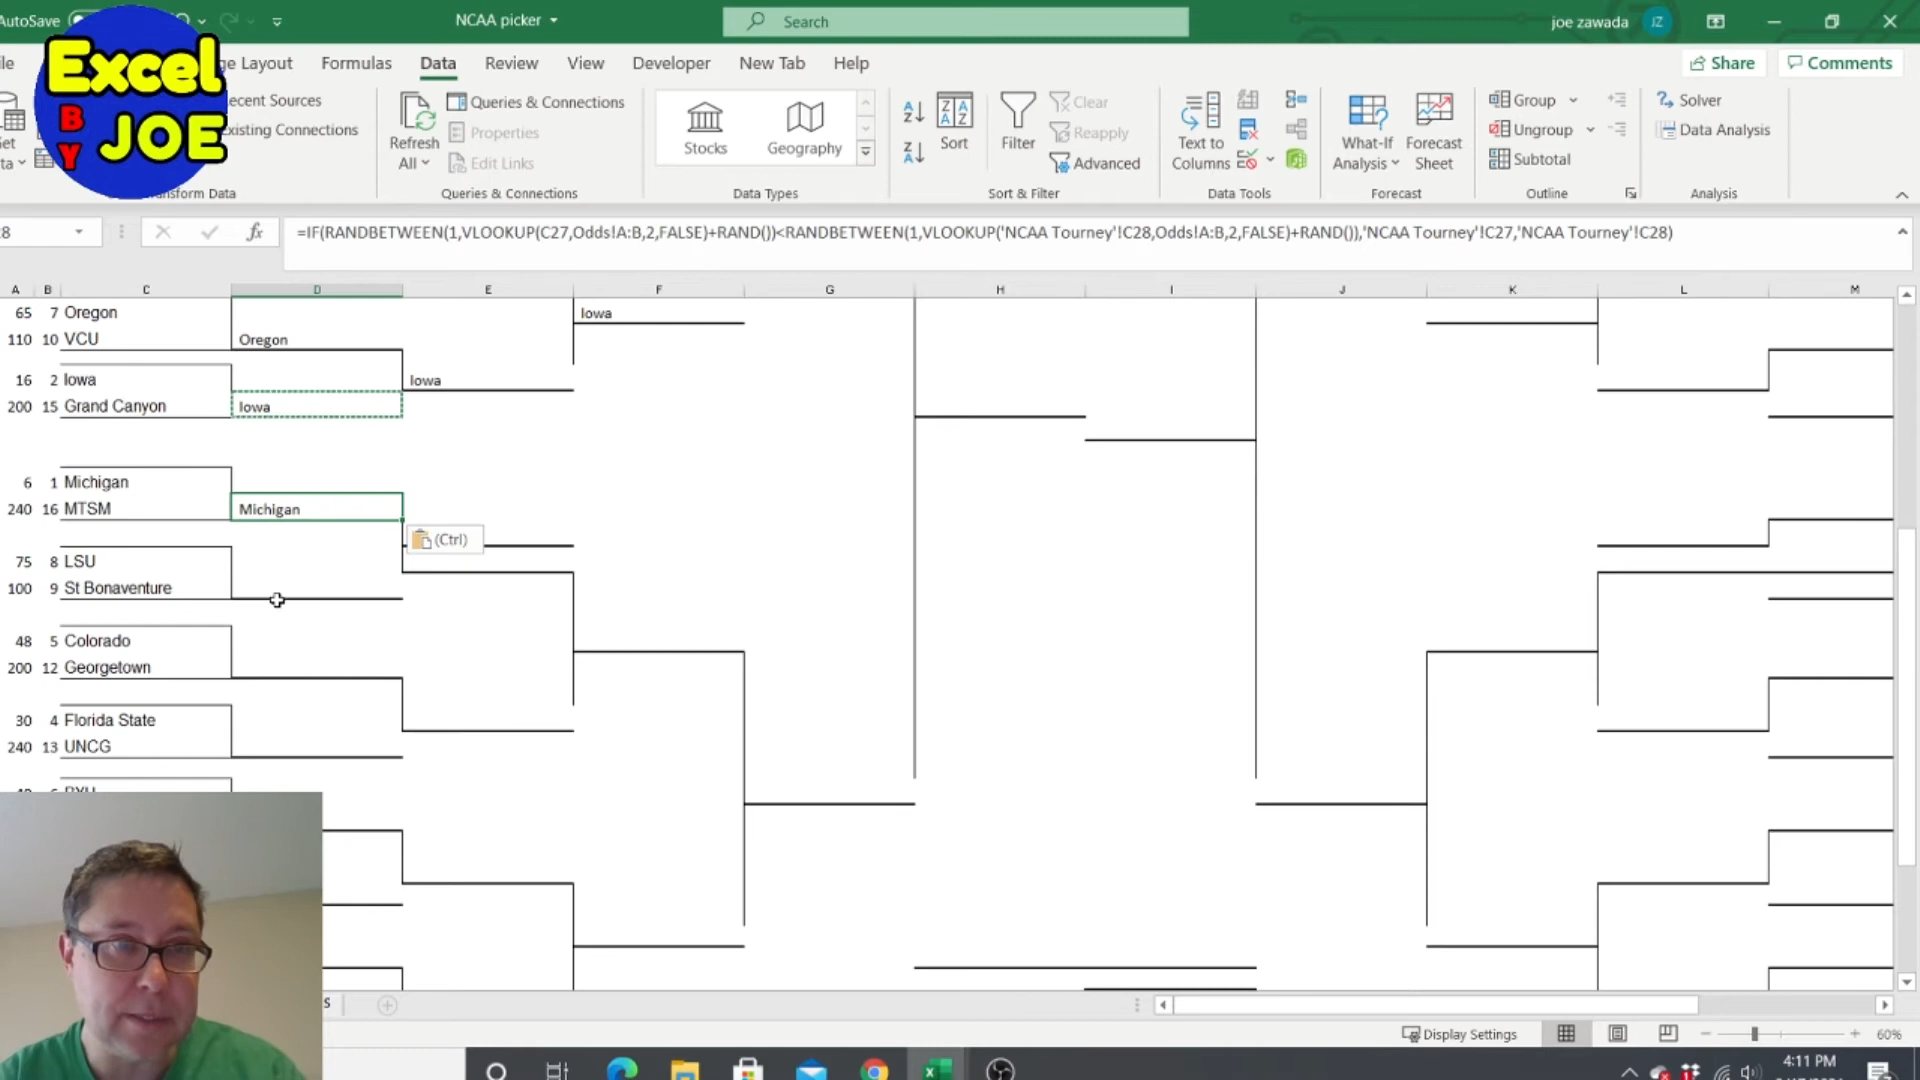 AutoSave
NCAA picker
Search
joe zawada
JZ
Excel
BY
JOE
ge Layout
Formulas
Data
Review
View
Developer
New Tab
Help
Share
Comments
ecent Sources
xisting Connections
Refresh All
Queries & Connections
Properties
Edit Links
Stocks
Geography
Sort
Filter
Clear
Reapply
Advanced
Text to Columns
What-If Analysis
Forecast Sheet
Group
Ungroup
Subtotal
Solver
Data Analysis
nsform Data
Queries & Connections
Data Types
Sort & Filter
Data Tools
Forecast
Outline
Analysis
=IF(RANDBETWEEN(1,VLOOKUP(C27,Odds!A:B,2,FALSE)+RAND())<RANDBETWEEN(1,VLOOKUP('NCAA Tourney'!C28,Odds!A:B,2,FALSE)+RAND()),'NCAA Tourney'!C27,'NCAA Tourney'!C28)
A B C D E F G H I J K L M
65 7 Oregon Iowa
110 10 VCU Oregon
16 2 Iowa Iowa
200 15 Grand Canyon Iowa
6 1 Michigan
240 16 MTSM Michigan
(Ctrl)
75 8 LSU
100 9 St Bonaventure
48 5 Colorado
200 12 Georgetown
30 4 Florida State
240 13 UNCG
Display Settings
60%
4:11 PM